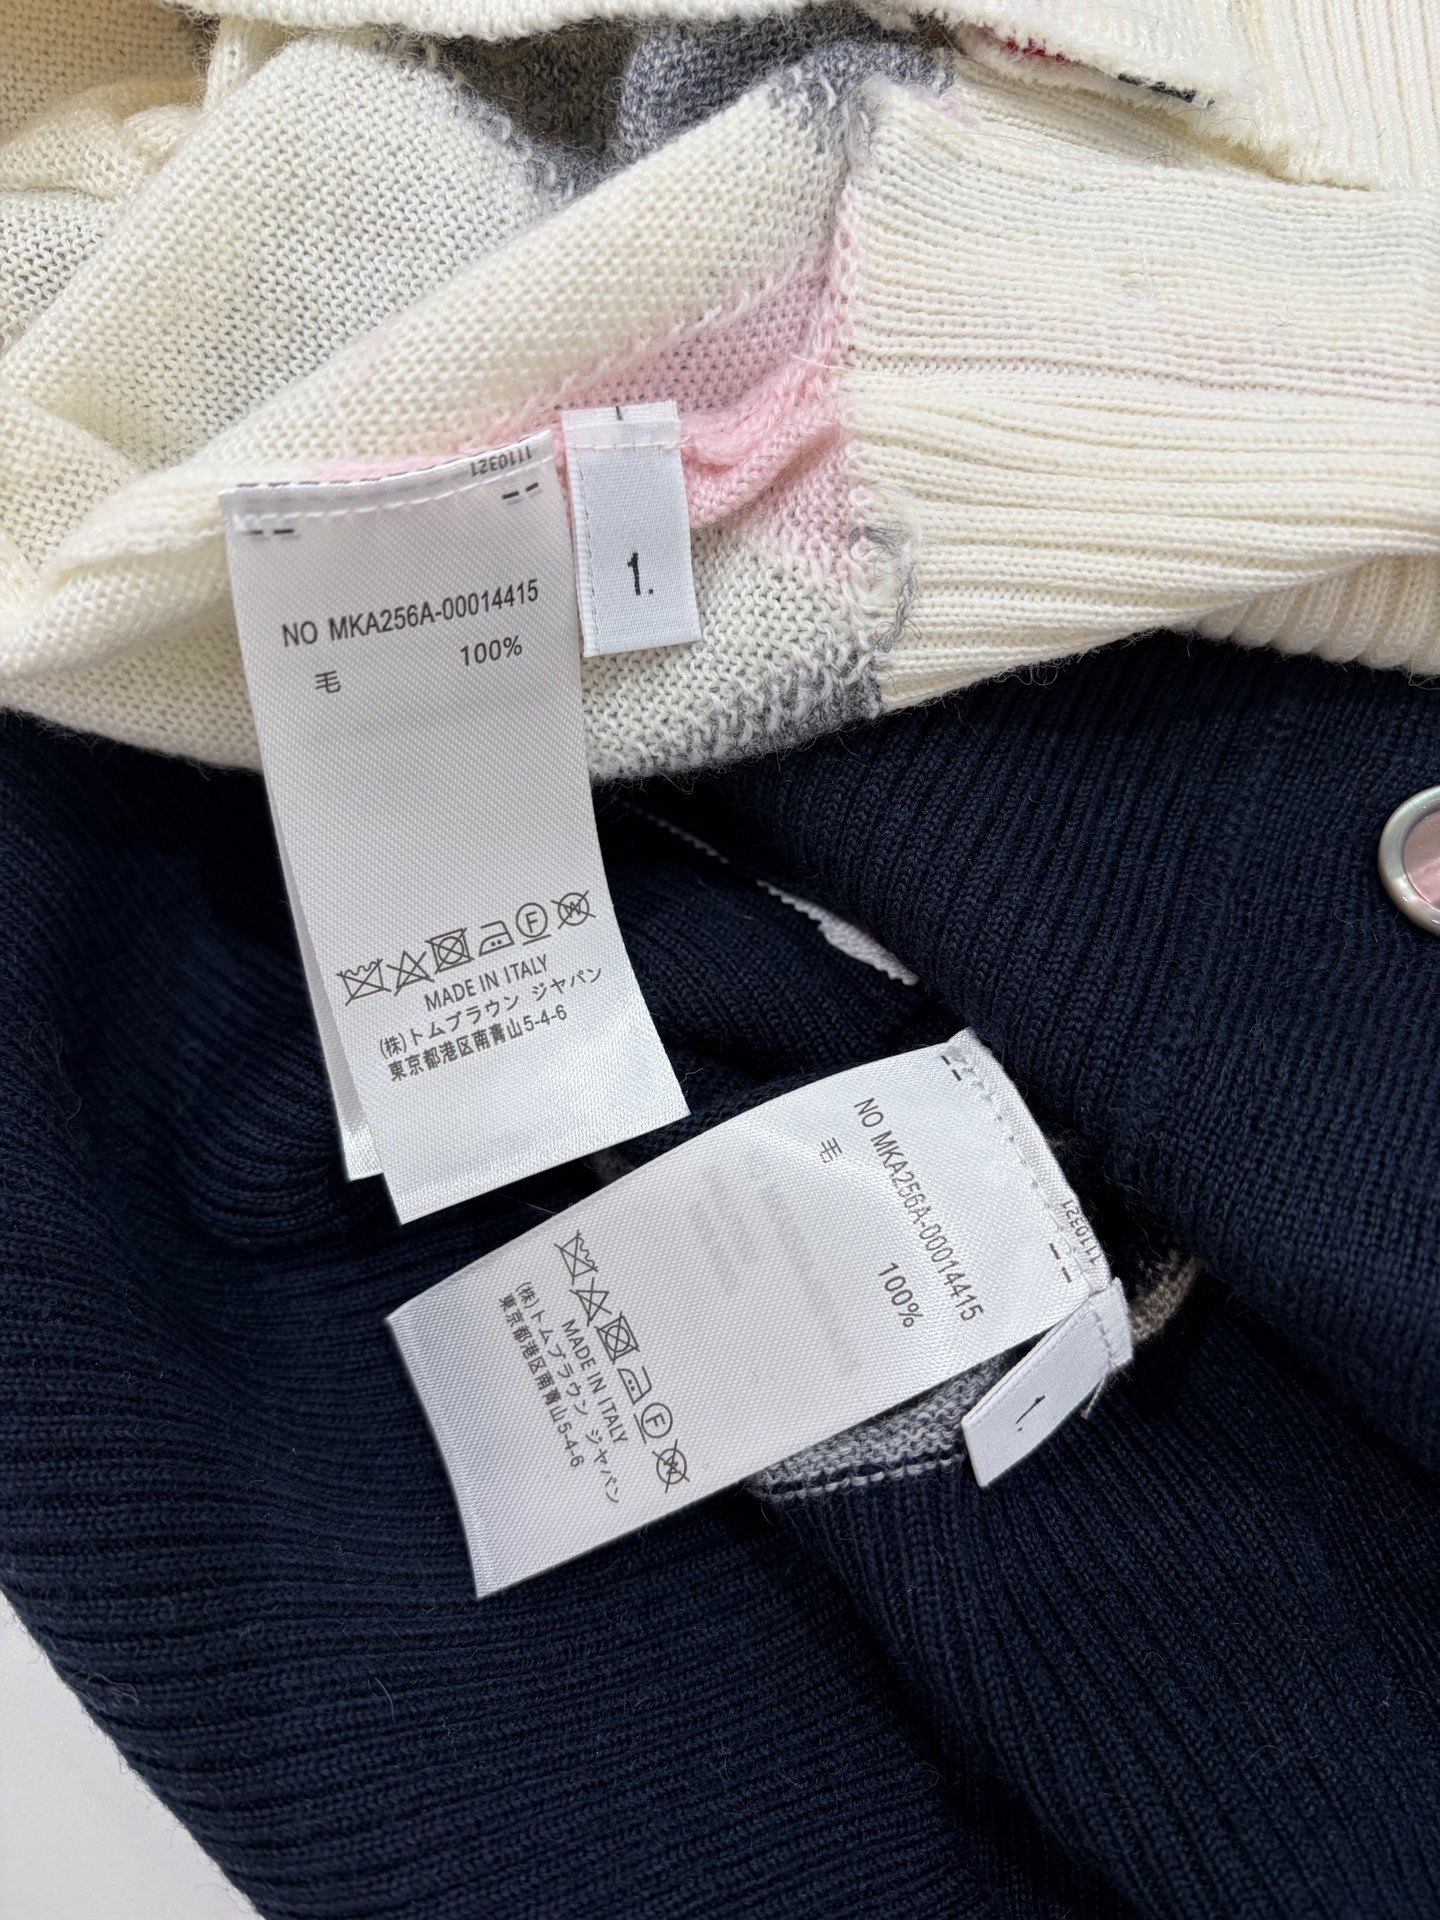 1110321
NO MKA256A-00014415
毛 100%
MADE IN ITALY
(株)トムブラウン ジャパン
東京都港区南青山5-4-6
1.
1110321
NO MKA256A-00014415
毛 100%
MADE IN ITALY
(株)トムブラウン ジャパン
東京都港区南青山5-4-6
1.